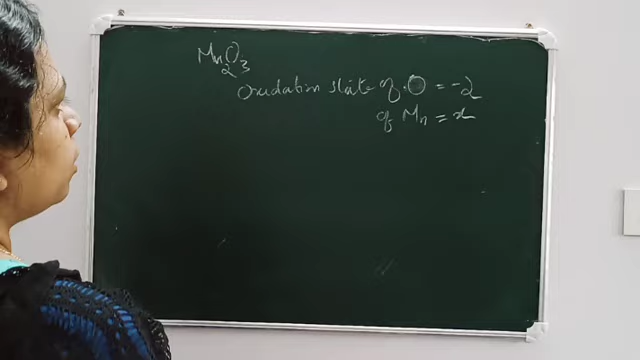 Mn₂O₃
Oxidation state of O = -2
of Mn = x